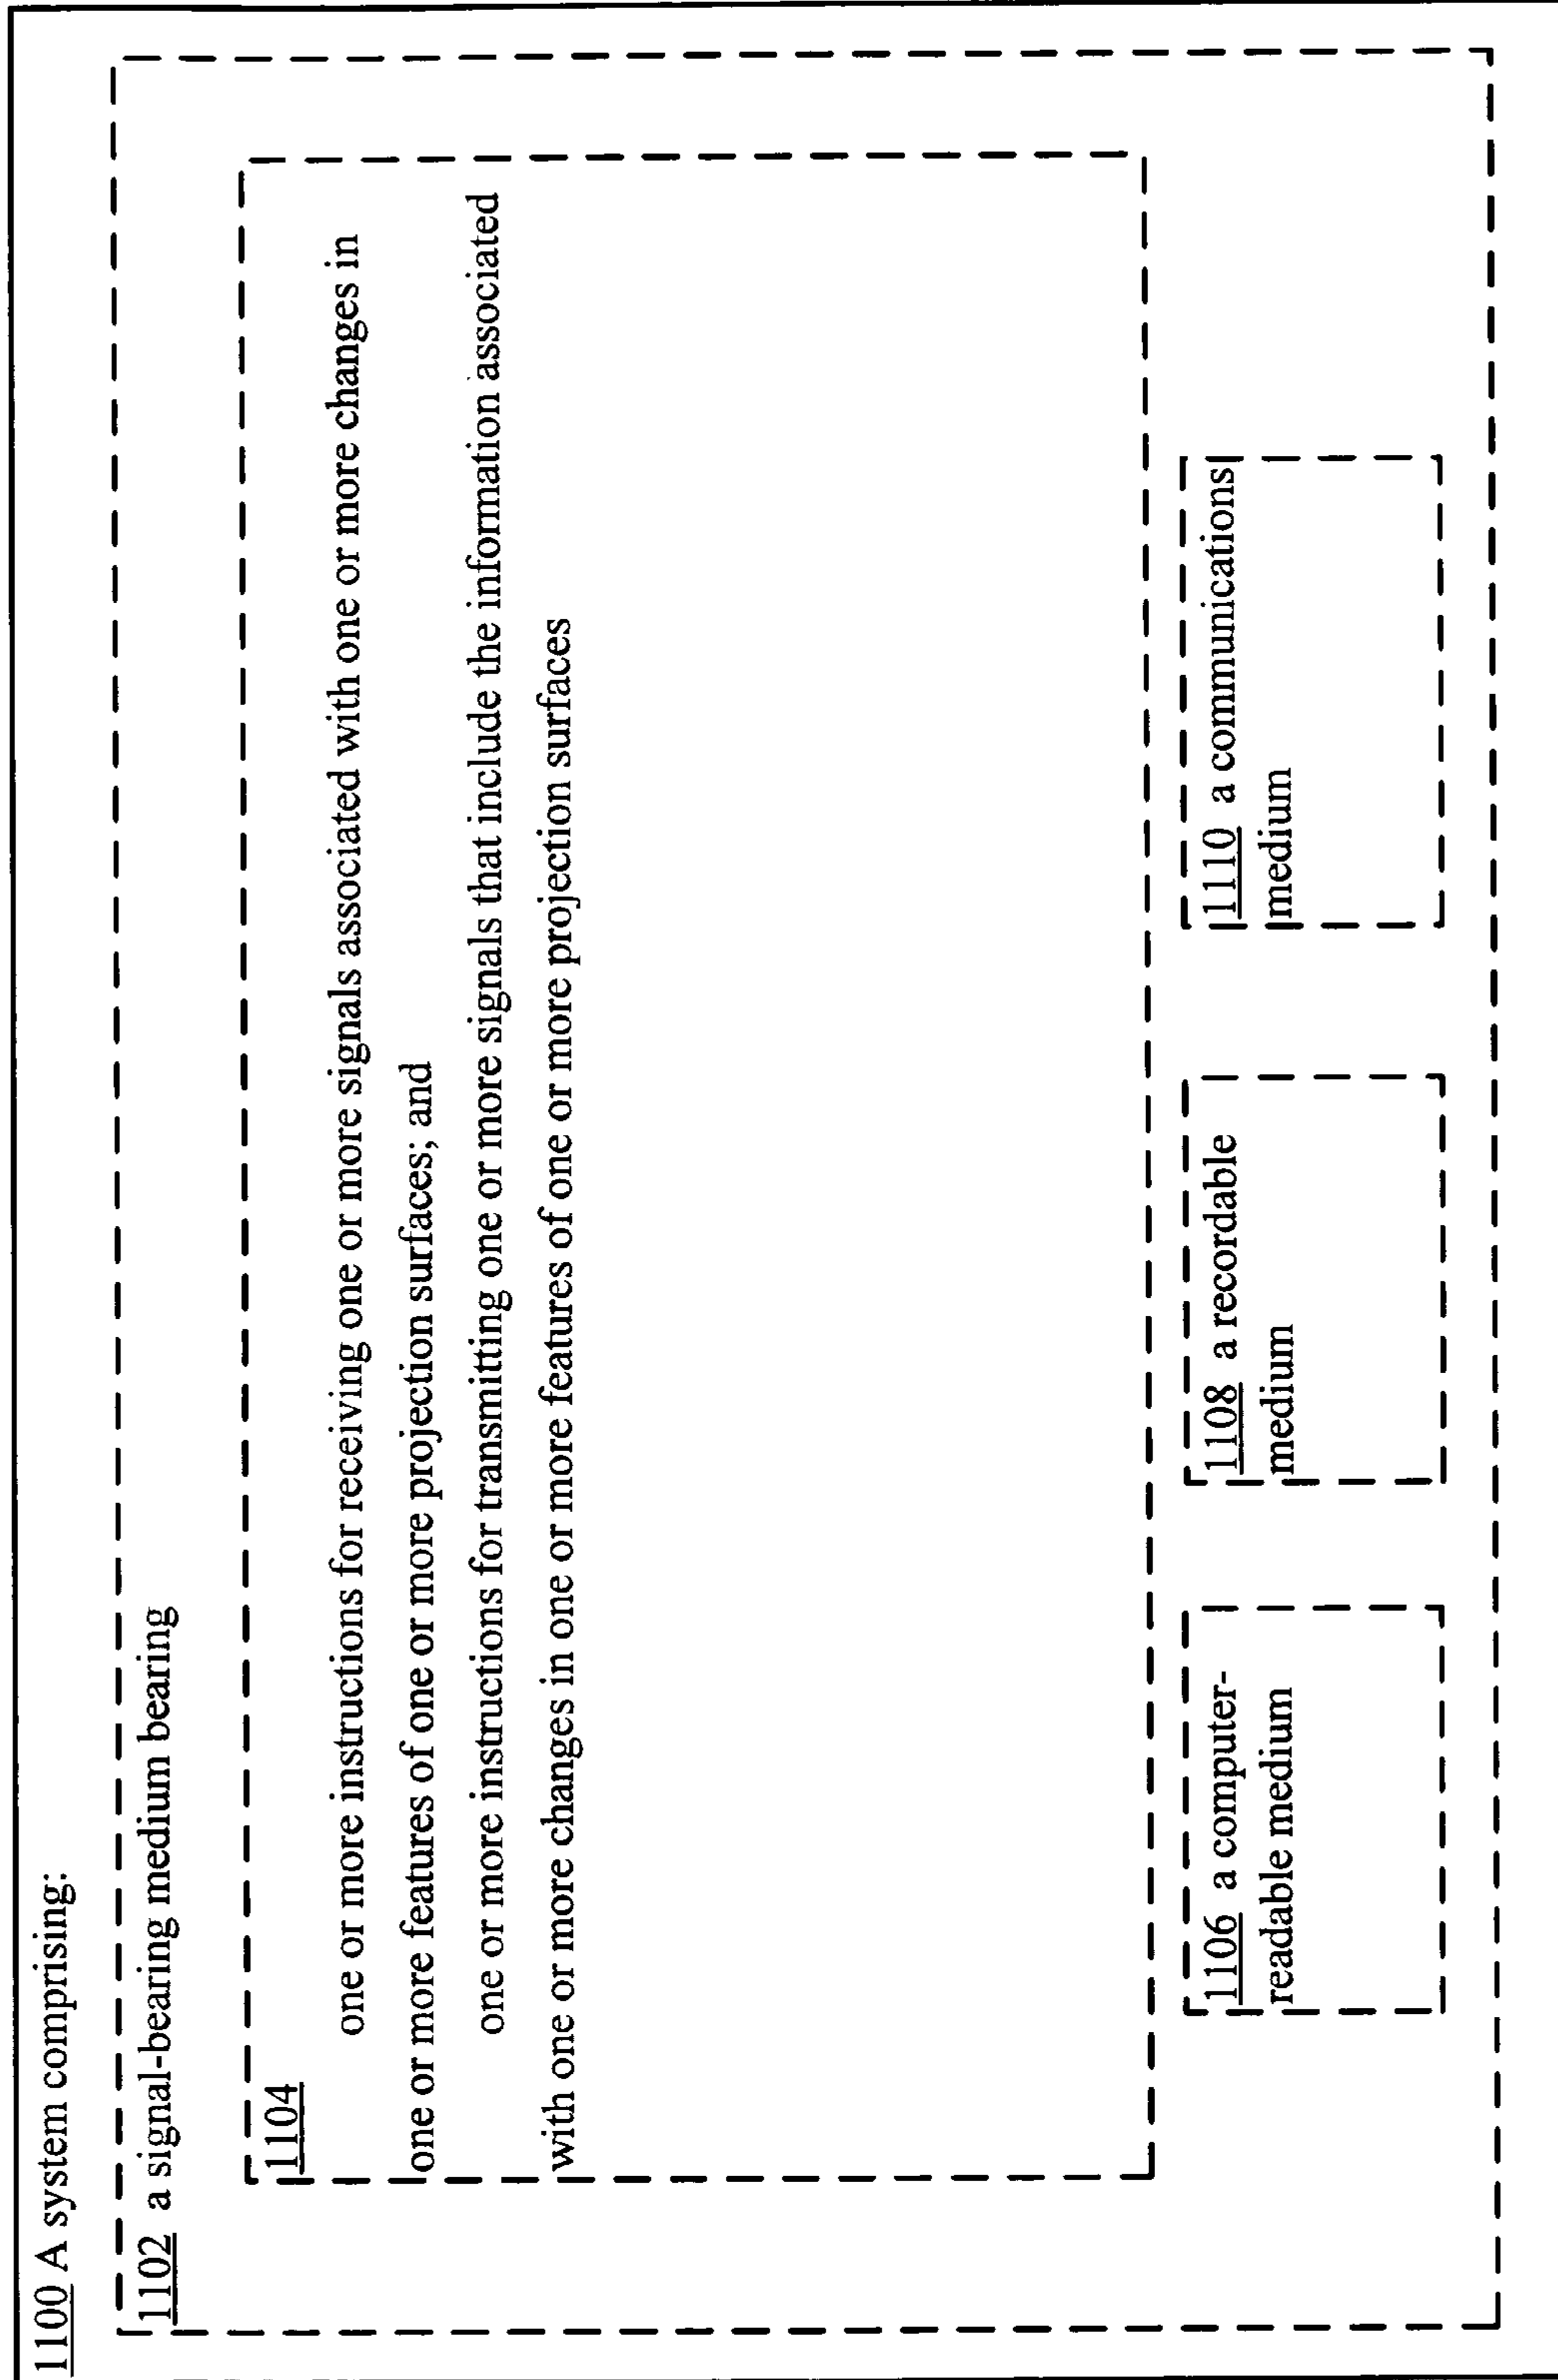 1100 A system comprising:
1102 a signal-bearing medium bearing
1104
one or more instructions for receiving one or more signals associated with one or more changes in
one or more features of one or more projection surfaces; and
one or more instructions for transmitting one or more signals that include the information associated
with one or more changes in one or more features of one or more projection surfaces
1106 a computer-
readable medium
1108 a recordable
medium
1110 a communications
medium